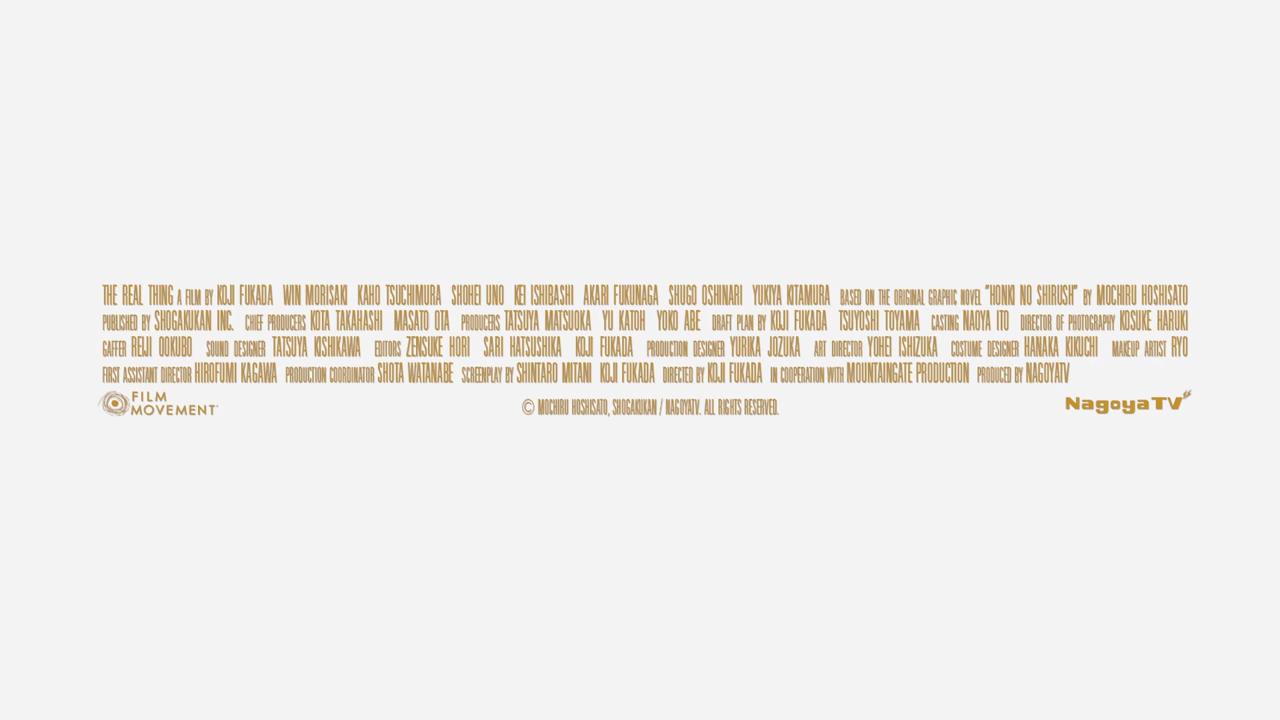 THE REAL THING A FILM BY KOJI FUKADA WIN MORISAKI KAHO TSUCHIMURA SHOHEI UNO KEI ISHIBASHI AKARI FUKUNAGA SHUGO OSHINARI YUKIYA KITAMURA BASED ON THE ORIGINAL GRAPHIC NOVEL "HONKI NO SHIRUSHI" BY MOCHIRU HOSHISATO
PUBLISHED BY SHOGAKUKAN INC. CHIEF PRODUCERS KOTA TAKAHASHI MASATO OTA PRODUCERS TATSUYA MATSUOKA YU KATOH YOKO ABE DRAFT PLAN BY KOJI FUKADA TSUYOSHI TOYAMA CASTING NAOYA ITO DIRECTOR OF PHOTOGRAPHY KOSUKE HARUKI
GAFFER REIJI OOKUBO SOUND DESIGNER TATSUYA KISHIKAWA EDITORS ZENSUKE HORI SARI HATSUSHIKA KOJI FUKADA PRODUCTION DESIGNER YURIKA JOZUKA ART DIRECTOR YOHEI ISHIZUKA COSTUME DESIGNER HANAKA KIKUCHI MAKEUP ARTIST RYO
FIRST ASSISTANT DIRECTOR HIROFUMI KAGAWA PRODUCTION COORDINATOR SHOTA WATANABE SCREENPLAY BY SHINTARO MITANI KOJI FUKADA DIRECTED BY KOJI FUKADA IN COOPERATION WITH MOUNTAINGATE PRODUCTION PRODUCED BY NAGOYATV
FILM
MOVEMENT
© MOCHIRU HOSHISATO, SHOGAKUKAN / NAGOYATV. ALL RIGHTS RESERVED.
NagoyaTV